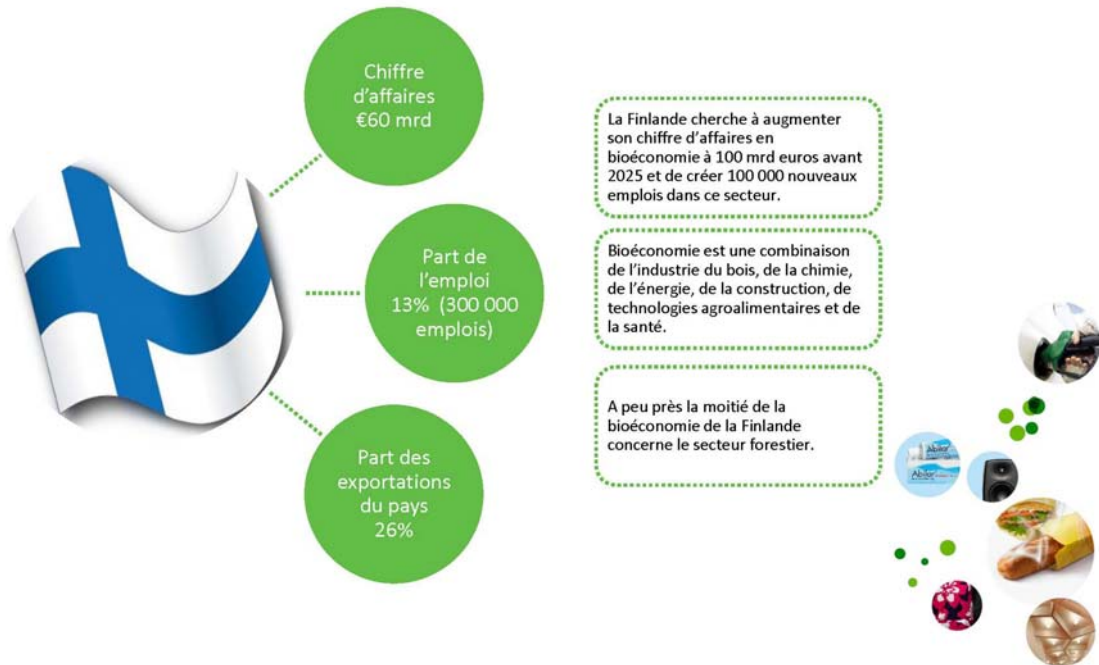 Chiffre
d'affaires
€60 mrd
Part de
l'emploi
13% (300 000
emplois)
Part des
exportations
du pays
26%
La Finlande cherche à augmenter
son chiffre d'affaires en
bioéconomie à 100 mrd euros avant
2025 et de créer 100 000 nouveaux
emplois dans ce secteur.
Bioéconomie est une combinaison
de l'industrie du bois, de la chimie,
de l'énergie, de la construction, de
technologies agroalimentaires et de
la santé.
A peu près la moitié de la
bioéconomie de la Finlande
concerne le secteur forestier.
Abilar
Abilar